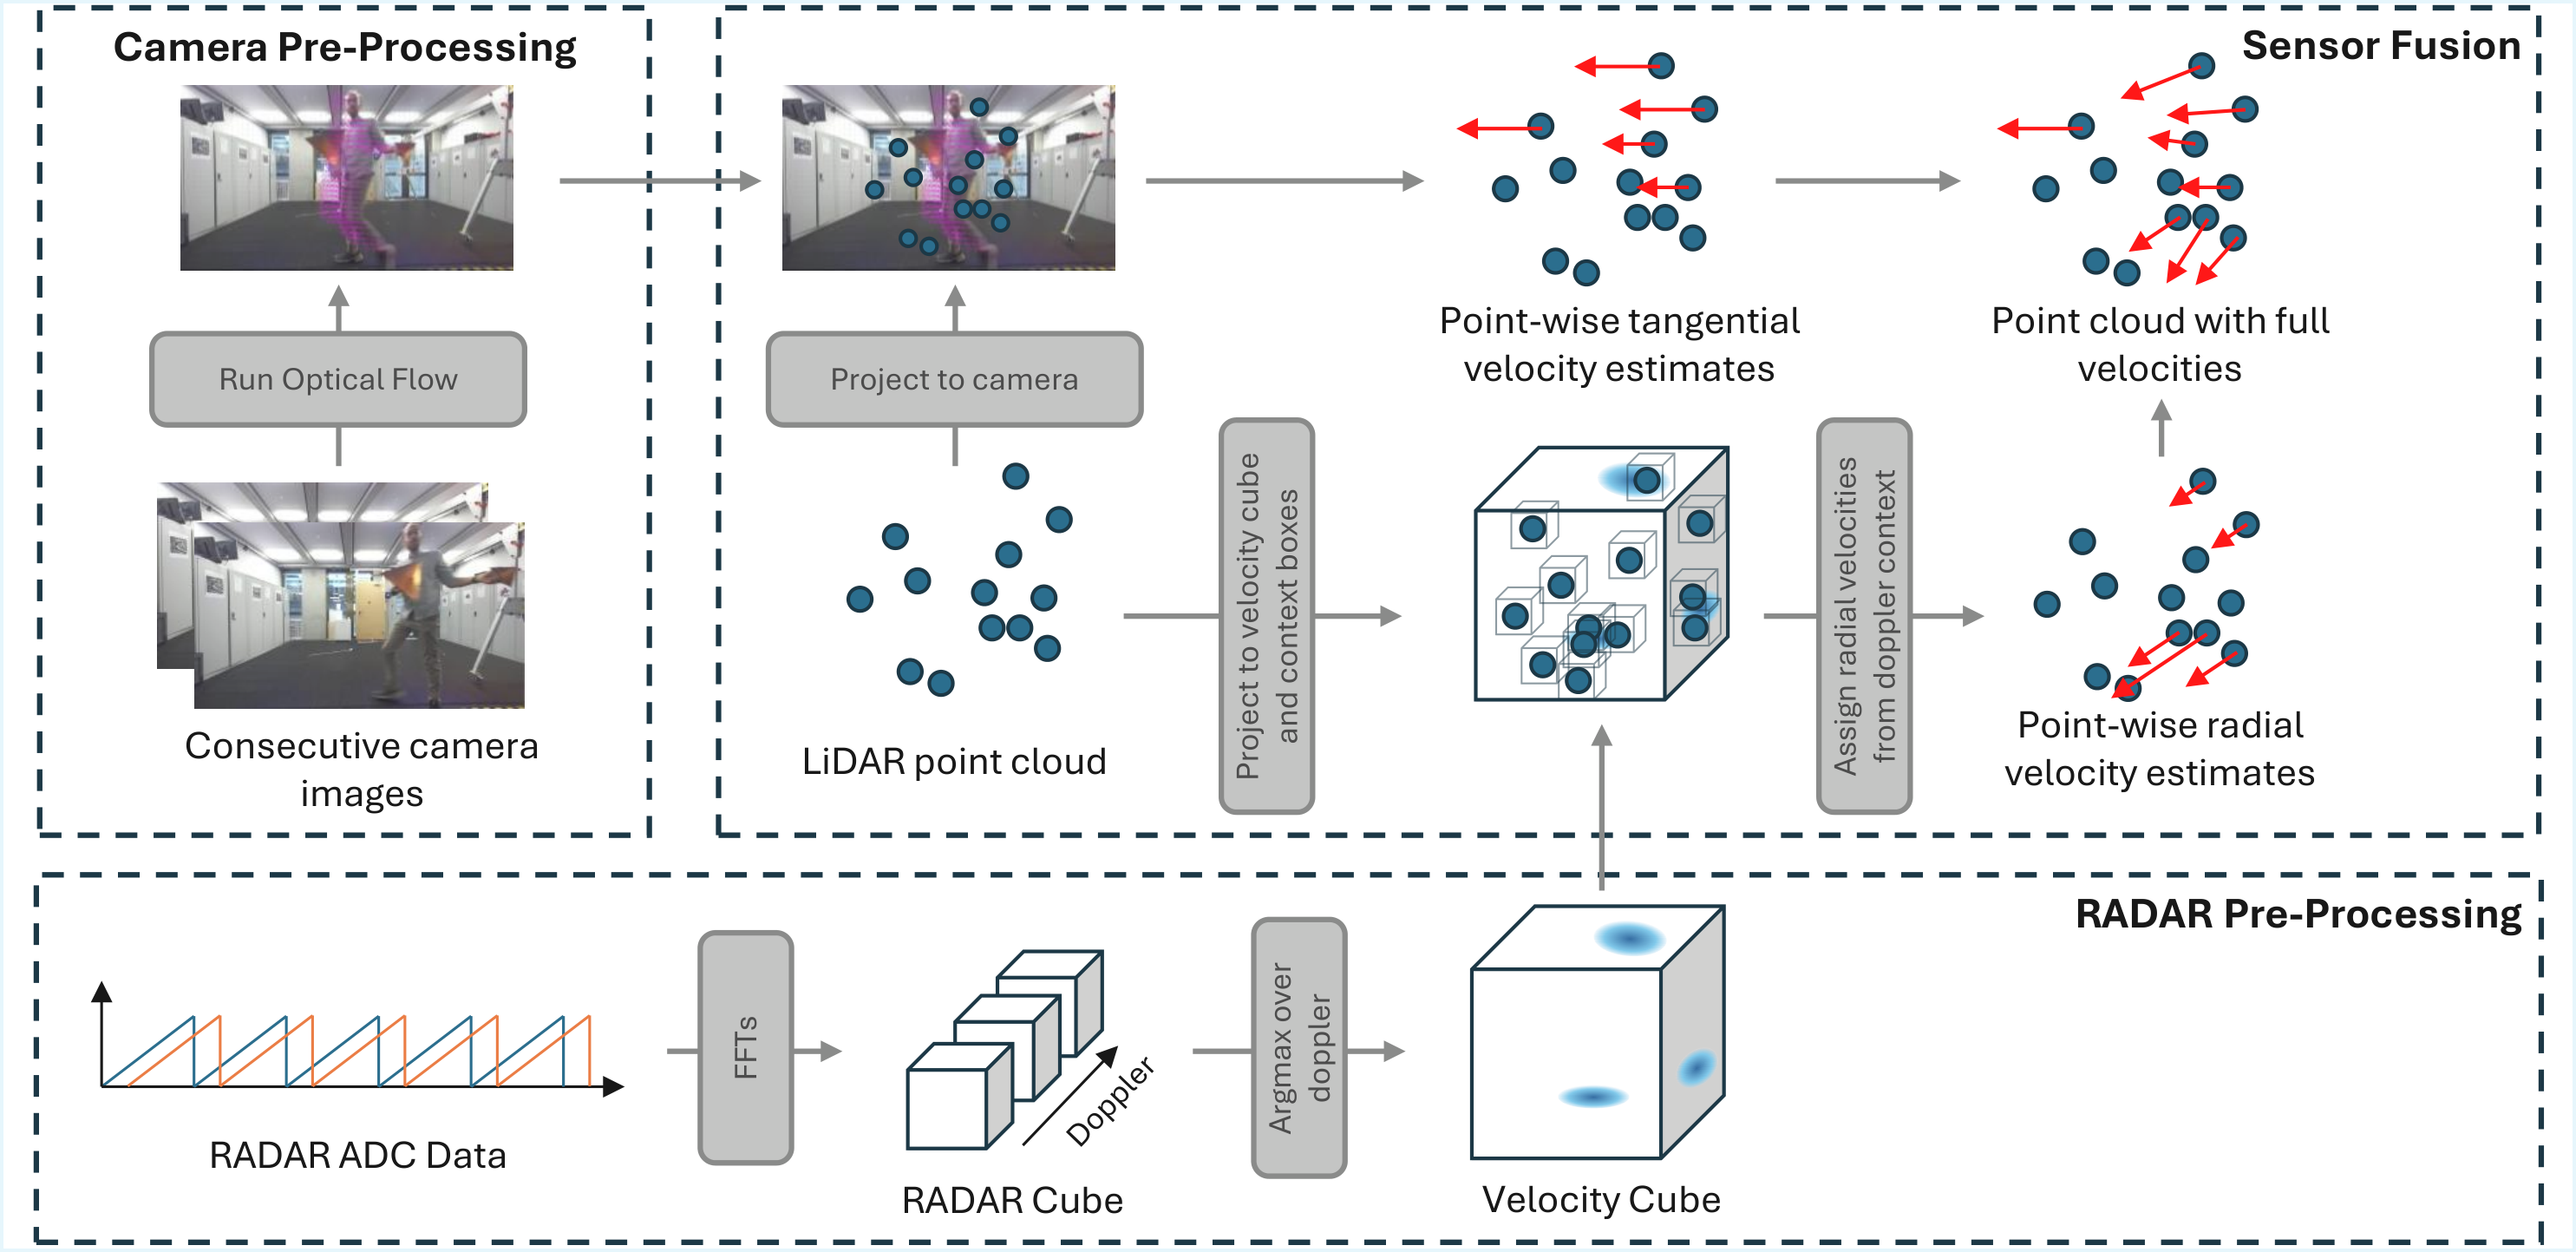 Camera Pre-Processing
Run Optical Flow
Consecutive camera
images
Sensor Fusion
Project to camera
LiDAR point cloud
Project to velocity cube
and context boxes
Point-wise tangential
velocity estimates
Assign radial velocities
from doppler context
Point cloud with full
velocities
Point-wise radial
velocity estimates
RADAR Pre-Processing
RADAR ADC Data
FFTs
Doppler
RADAR Cube
Argmax over
doppler
Velocity Cube